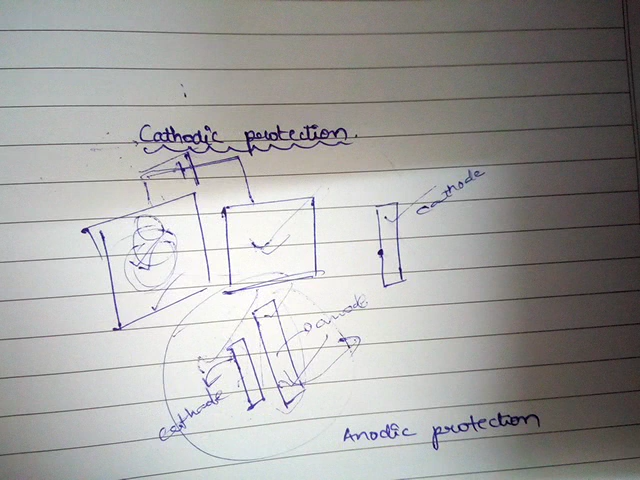 Cathodic protection.
cathode
anode
cathode
Anodic protection